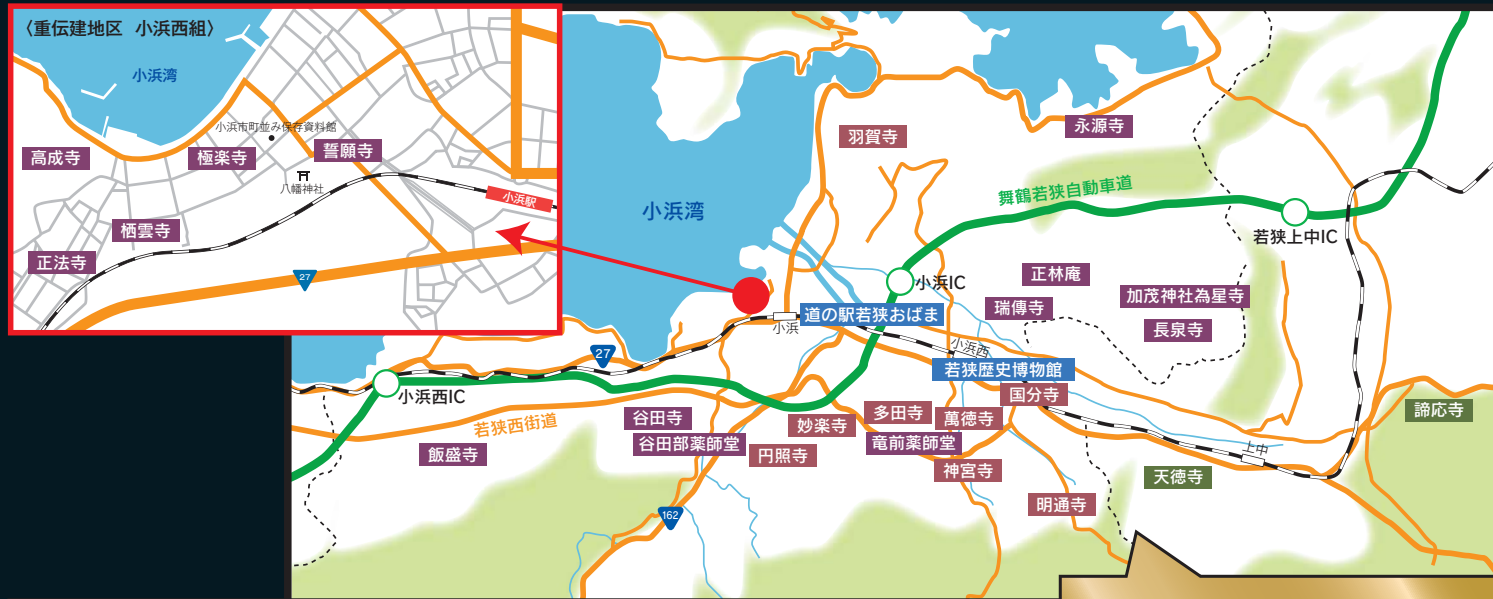 〈重伝建地区 小浜西組〉
小浜湾
小浜市町並み保存資料館
高成寺
極楽寺
誓願寺
八幡神社
小浜駅
栖雲寺
正法寺
27
羽賀寺
永源寺
小浜湾
舞鶴若狭自動車道
若狭上中IC
小浜IC
正林庵
加茂神社為星寺
瑞傳寺
道の駅若狭おばま
長泉寺
小浜
小浜西
27
若狭歴史博物館
小浜西IC
国分寺
諦応寺
若狭西街道
谷田寺
多田寺
萬徳寺
妙楽寺
谷田部薬師堂
竜前薬師堂
飯盛寺
円照寺
上中
神宮寺
天徳寺
明通寺
162